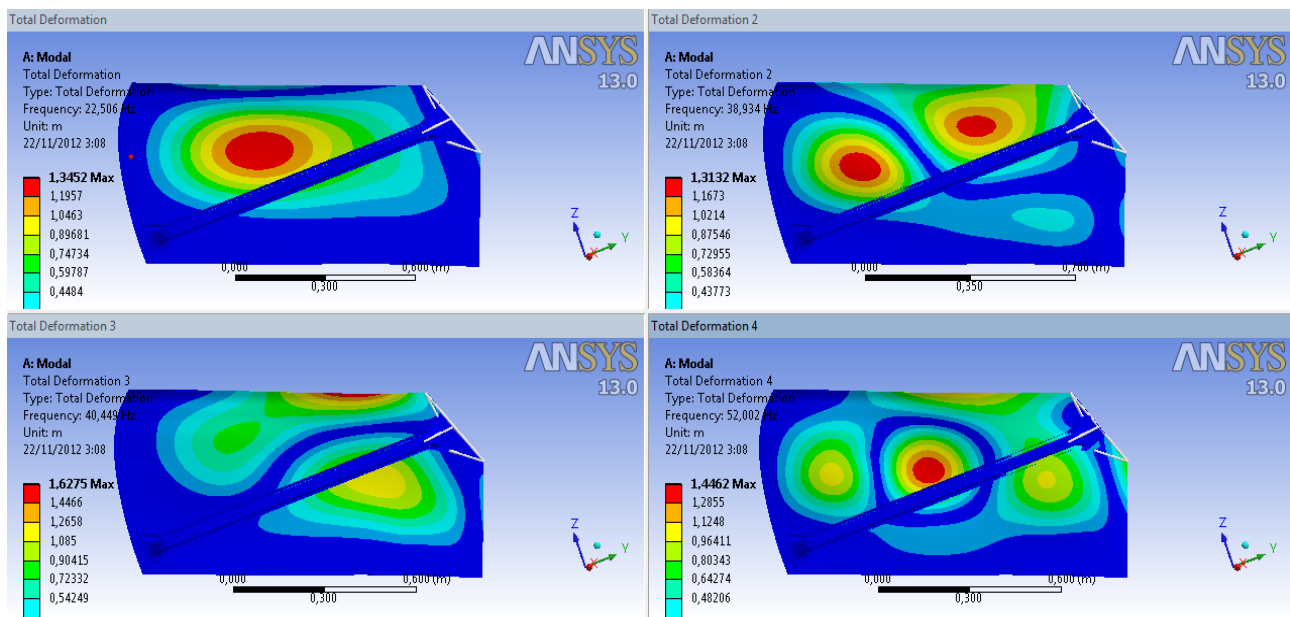 Total Deformation
ANSYS
13.0
A: Modal
Total Deformation
Type: Total Deformation
Frequency: 22,506 Hz
Unit: m
22/11/2012 3:08
1,3452 Max
1,1957
1,0463
0,89681
0,74734
0,59787
0,4484
0,000
0,600 (m)
0,300
Z
Y
X
Total Deformation 2
ANSYS
13.0
A: Modal
Total Deformation 2
Type: Total Deformation
Frequency: 38,934 Hz
Unit: m
22/11/2012 3:08
1,3132 Max
1,1673
1,0214
0,87546
0,72955
0,58364
0,43773
0,000
0,700 (m)
0,350
Z
Y
X
Total Deformation 3
ANSYS
13.0
A: Modal
Total Deformation 3
Type: Total Deformation
Frequency: 40,449 Hz
Unit: m
22/11/2012 3:08
1,6275 Max
1,4466
1,2658
1,085
0,90415
0,72332
0,54249
0,000
0,600 (m)
0,300
Z
Y
X
Total Deformation 4
ANSYS
13.0
A: Modal
Total Deformation 4
Type: Total Deformation
Frequency: 52,002 Hz
Unit: m
22/11/2012 3:08
1,4462 Max
1,2855
1,1248
0,96411
0,80343
0,64274
0,48206
0,000
0,600 (m)
0,300
Z
Y
X